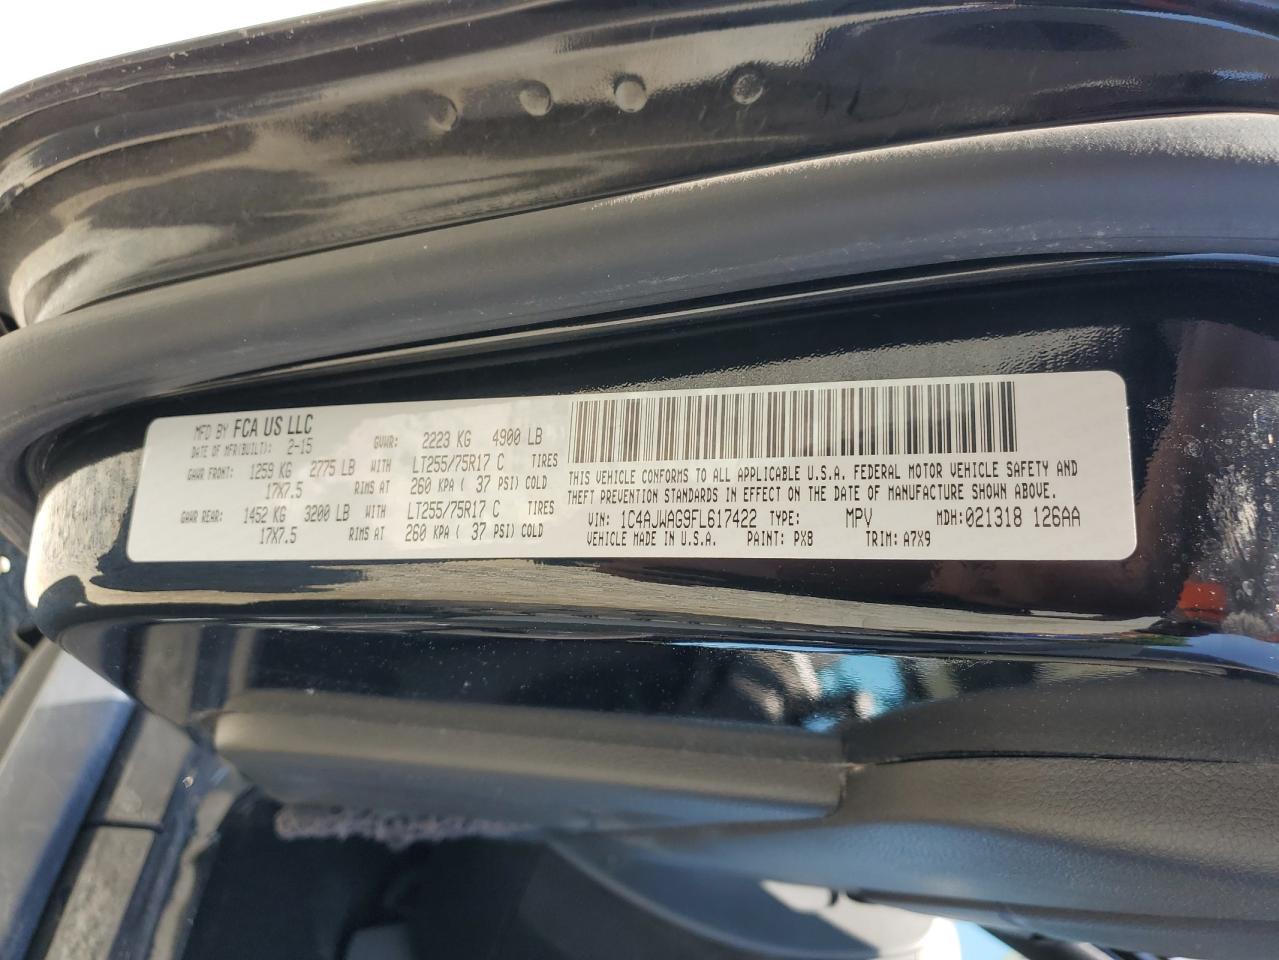 MFD BY FCA US LLC
DATE OF MFR(BUILT): 2-15 GVWR: 2223 KG 4900 LB
GAWR FRONT: 1259 KG 2775 LB WITH LT255/75R17 C TIRES
17X7.5 RIMS AT 260 KPA ( 37 PSI) COLD
GAWR REAR: 1452 KG 3200 LB WITH LT255/75R17 C TIRES
17X7.5 RIMS AT 260 KPA ( 37 PSI) COLD
THIS VEHICLE CONFORMS TO ALL APPLICABLE U.S.A. FEDERAL MOTOR VEHICLE SAFETY AND
THEFT PREVENTION STANDARDS IN EFFECT ON THE DATE OF MANUFACTURE SHOWN ABOVE.
VIN: 1C4AJWAG9FL617422 TYPE: MPV MDH: 021318 126AA
VEHICLE MADE IN U.S.A. PAINT: PX8 TRIM: A7X9